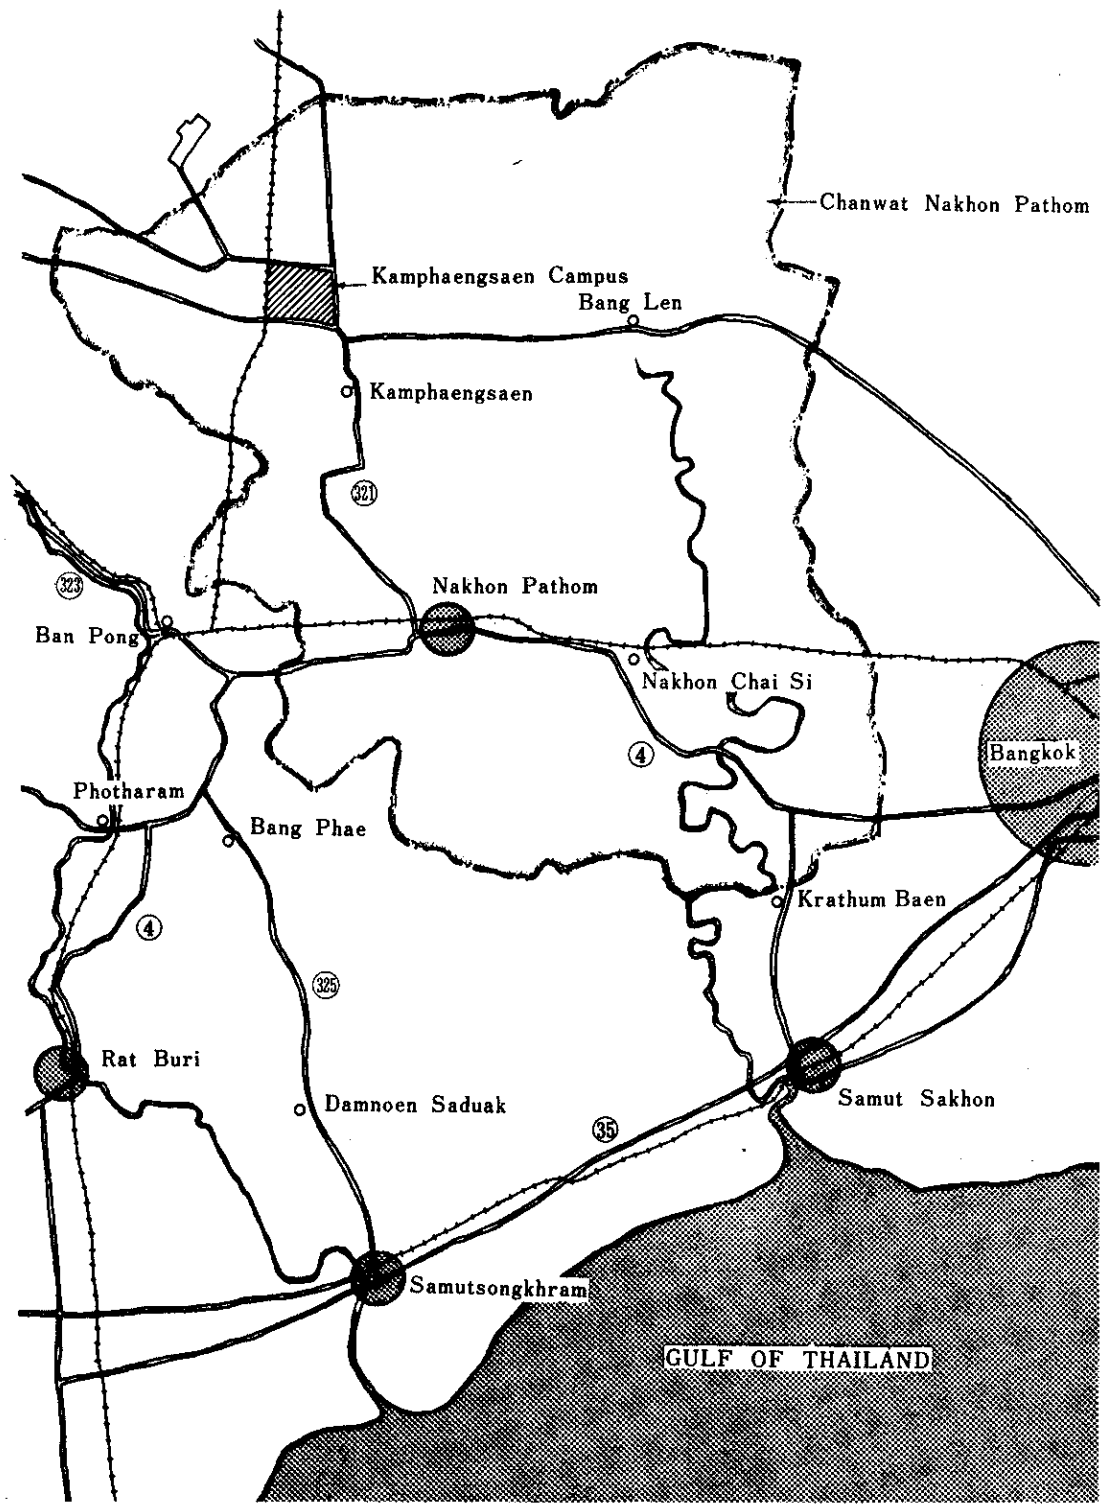 Chanwat Nakhon Pathom
Kamphaengsaen Campus
Bang Len
Kamphaengsaen
321
323
Nakhon Pathom
Ban Pong
Nakhon Chai Si
4
Bangkok
Photharam
Bang Phae
Krathum Baen
4
325
Rat Buri
Damnoen Saduak
Samut Sakhon
35
Samutsongkhram
GULF OF THAILAND